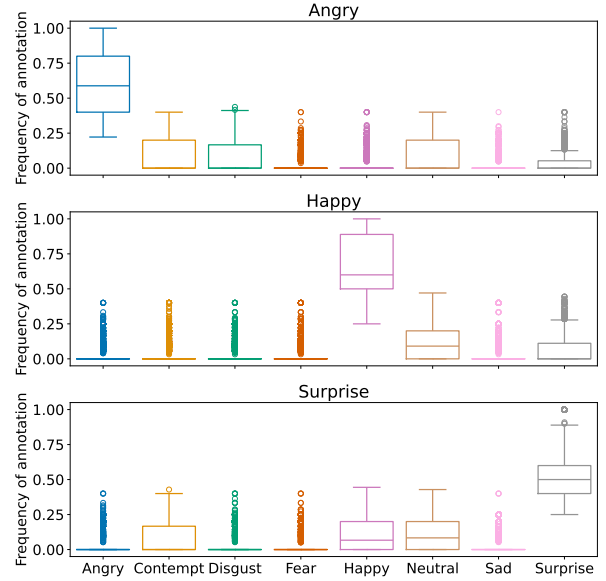 Angry
Frequency of annotation
1.00
0.75
0.50
0.25
0.00
Happy
Frequency of annotation
1.00
0.75
0.50
0.25
0.00
Surprise
Frequency of annotation
1.00
0.75
0.50
0.25
0.00
Angry Contempt Disgust Fear Happy Neutral Sad Surprise